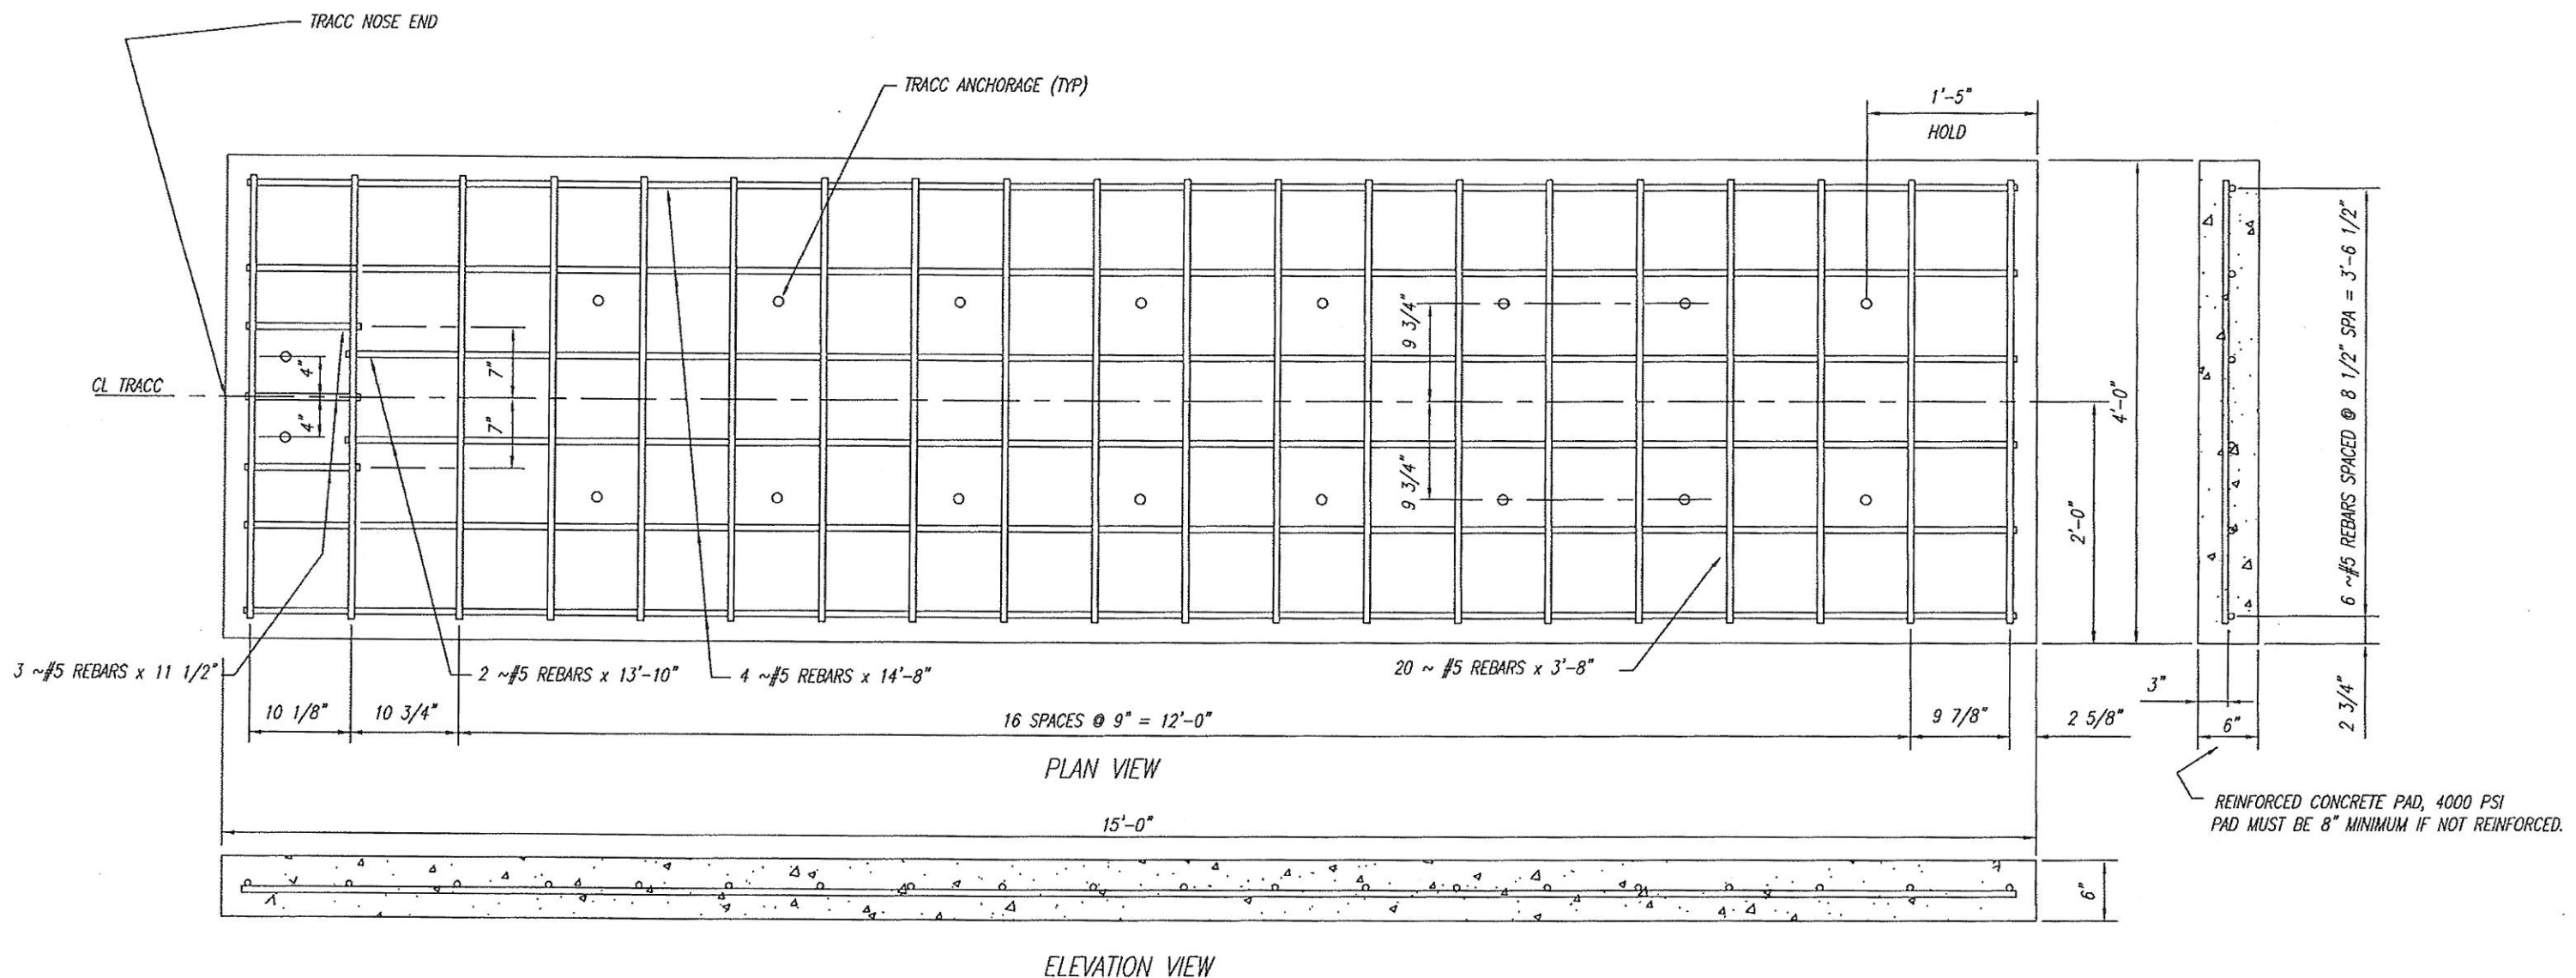 TRACC NOSE END
TRACC ANCHORAGE (TYP)
1'-5"
HOLD
CL TRACC
4"
4"
7"
7"
9 3/4"
9 3/4"
2'-0"
4'-0"
6 ~#5 REBARS SPACED @ 8 1/2" SPA = 3'-6 1/2"
3 ~#5 REBARS x 11 1/2"
2 ~#5 REBARS x 13'-10"
4 ~#5 REBARS x 14'-8"
20 ~ #5 REBARS x 3'-8"
10 1/8"
10 3/4"
16 SPACES @ 9" = 12'-0"
9 7/8"
2 5/8"
3"
6"
2 3/4"
PLAN VIEW
REINFORCED CONCRETE PAD, 4000 PSI
PAD MUST BE 8" MINIMUM IF NOT REINFORCED.
15'-0"
6"
ELEVATION VIEW